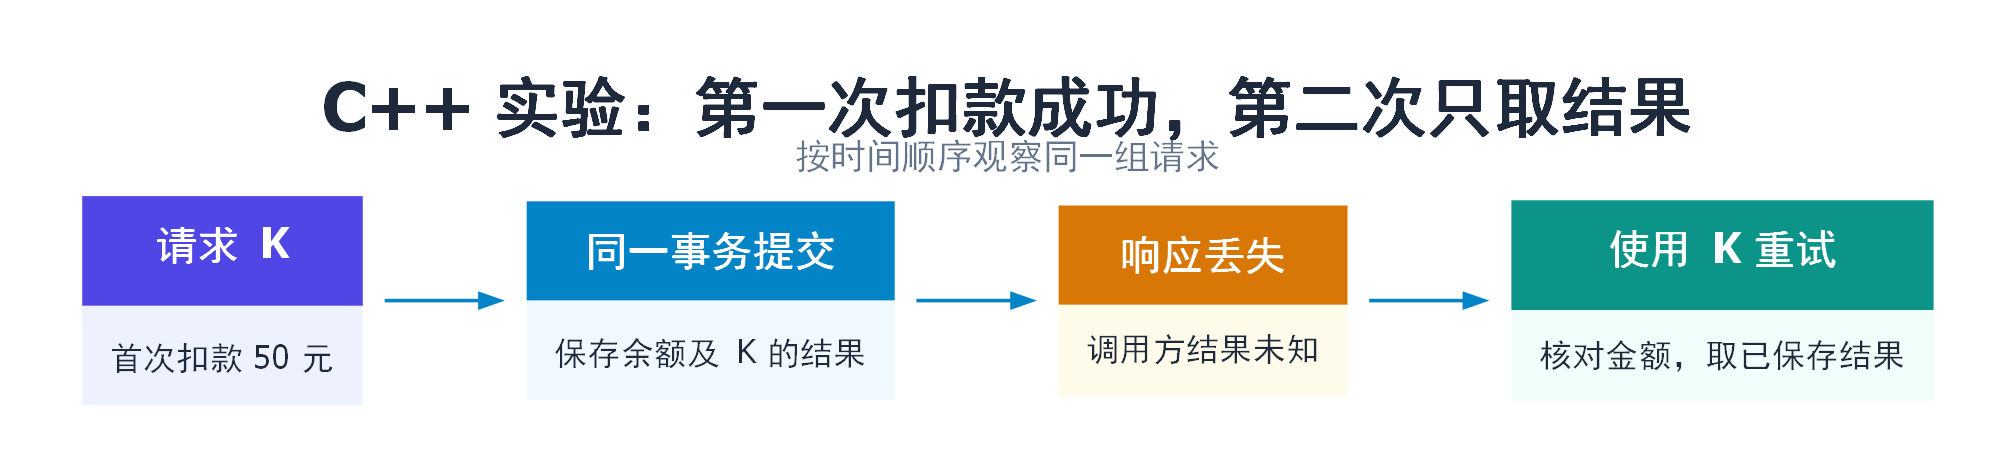 C++ 实验：第一次扣款成功，第二次只取结果
按时间顺序观察同一组请求
请求 K
首次扣款 50 元
同一事务提交
保存余额及 K 的结果
响应丢失
调用方结果未知
使用 K 重试
核对金额，取已保存结果